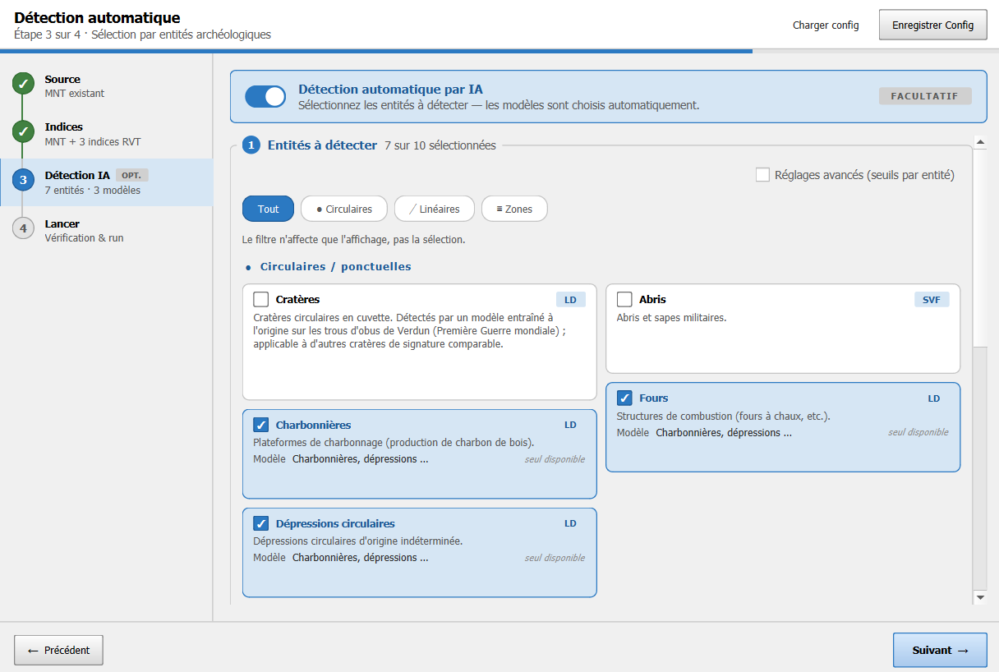 Détection automatique
Étape 3 sur 4 · Sélection par entités archéologiques
Charger config
Enregistrer Config
Source
MNT existant
Indices
MNT + 3 indices RVT
3
Détection IA
OPT.
7 entités · 3 modèles
4
Lancer
Vérification & run
Détection automatique par IA
Sélectionnez les entités à détecter — les modèles sont choisis automatiquement.
FACULTATIF
1 Entités à détecter 7 sur 10 sélectionnées
Réglages avancés (seuils par entité)
Tout
● Circulaires
╱ Linéaires
≡ Zones
Le filtre n'affecte que l'affichage, pas la sélection.
● Circulaires / ponctuelles
Cratères
LD
Cratères circulaires en cuvette. Détectés par un modèle entraîné à
l'origine sur les trous d'obus de Verdun (Première Guerre mondiale) ;
applicable à d'autres cratères de signature comparable.
Abris
SVF
Abris et sapes militaires.
Fours
LD
Structures de combustion (fours à chaux, etc.).
Modèle Charbonnières, dépressions ...
seul disponible
Charbonnières
LD
Plateformes de charbonnage (production de charbon de bois).
Modèle Charbonnières, dépressions ...
seul disponible
Dépressions circulaires
LD
Dépressions circulaires d'origine indéterminée.
Modèle Charbonnières, dépressions ...
seul disponible
← Précédent
Suivant →